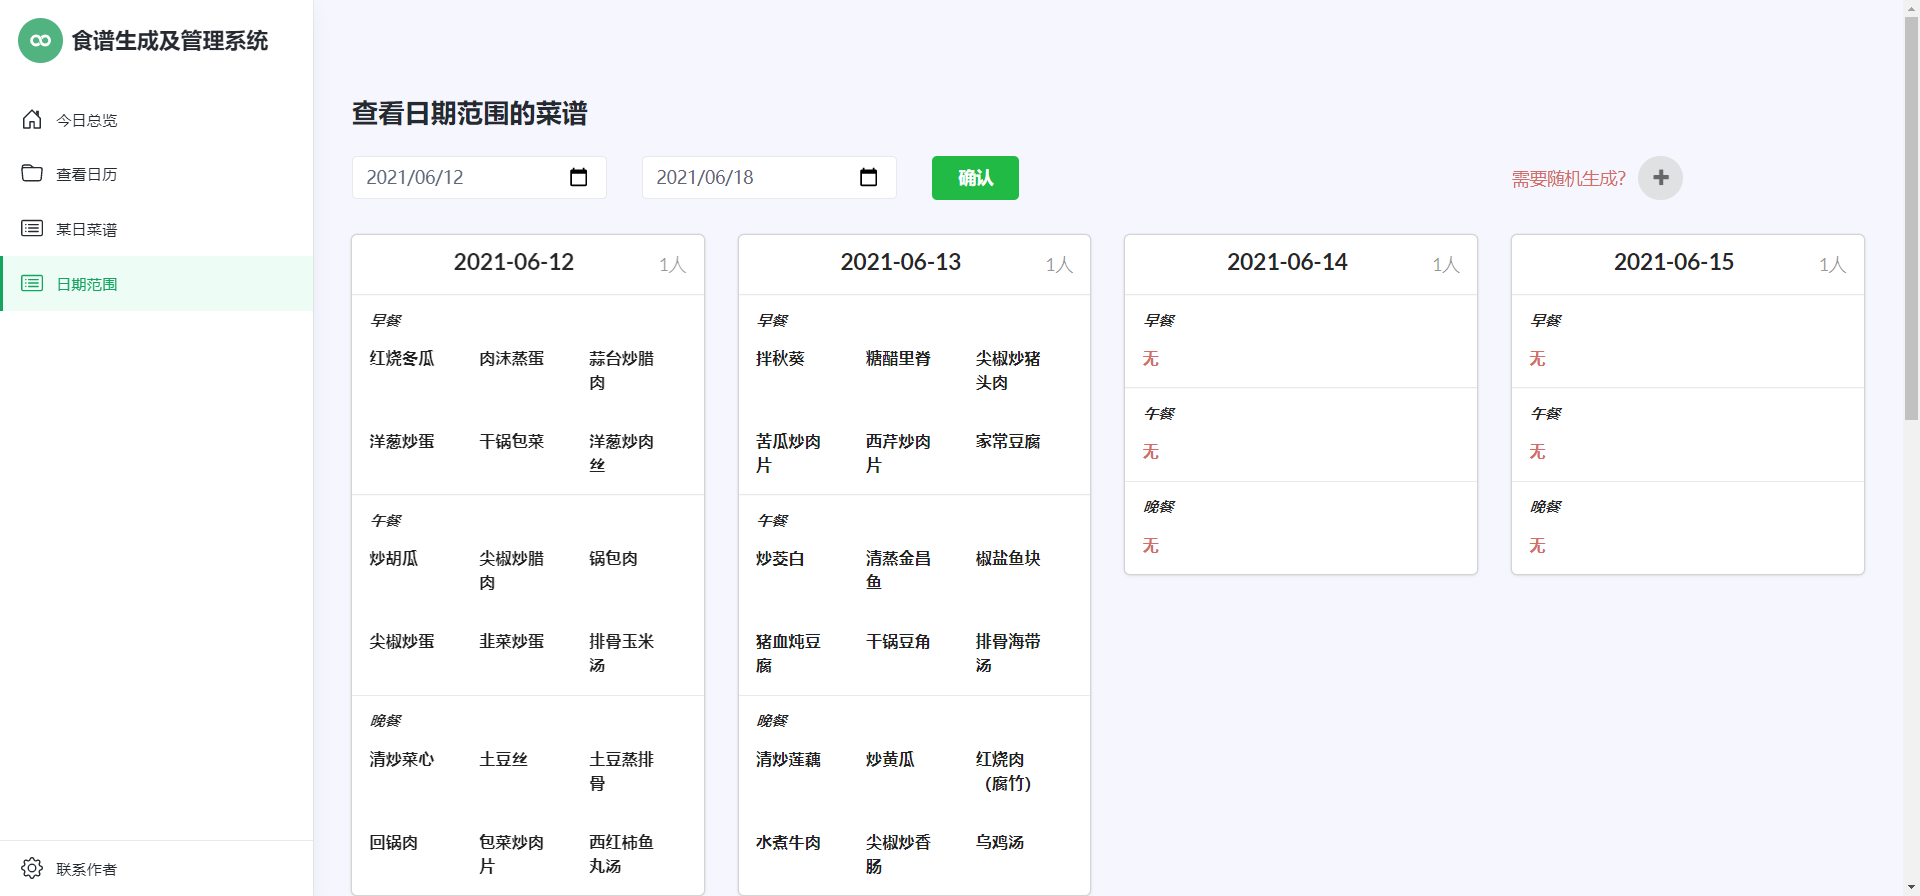 食谱生成及管理系统
今日总览
查看日历
某日菜谱
日期范围
联系作者
查看日期范围的菜谱
2021/06/12
2021/06/18
确认
需要随机生成?
2021-06-12 1人
早餐
红烧冬瓜 肉沫蒸蛋 蒜台炒腊
肉
洋葱炒蛋 干锅包菜 洋葱炒肉
丝
午餐
炒胡瓜 尖椒炒腊 锅包肉
肉
尖椒炒蛋 韭菜炒蛋 排骨玉米
汤
晚餐
清炒菜心 土豆丝 土豆蒸排
骨
回锅肉 包菜炒肉 西红柿鱼
片 丸汤
2021-06-13 1人
早餐
拌秋葵 糖醋里脊 尖椒炒猪
头肉
苦瓜炒肉 西芹炒肉 家常豆腐
片 片
午餐
炒茭白 清蒸金昌 椒盐鱼块
鱼
猪血炖豆 干锅豆角 排骨海带
腐 汤
晚餐
清炒莲藕 炒黄瓜 红烧肉
（腐竹）
水煮牛肉 尖椒炒香 乌鸡汤
肠
2021-06-14 1人
早餐
无
午餐
无
晚餐
无
2021-06-15 1人
早餐
无
午餐
无
晚餐
无